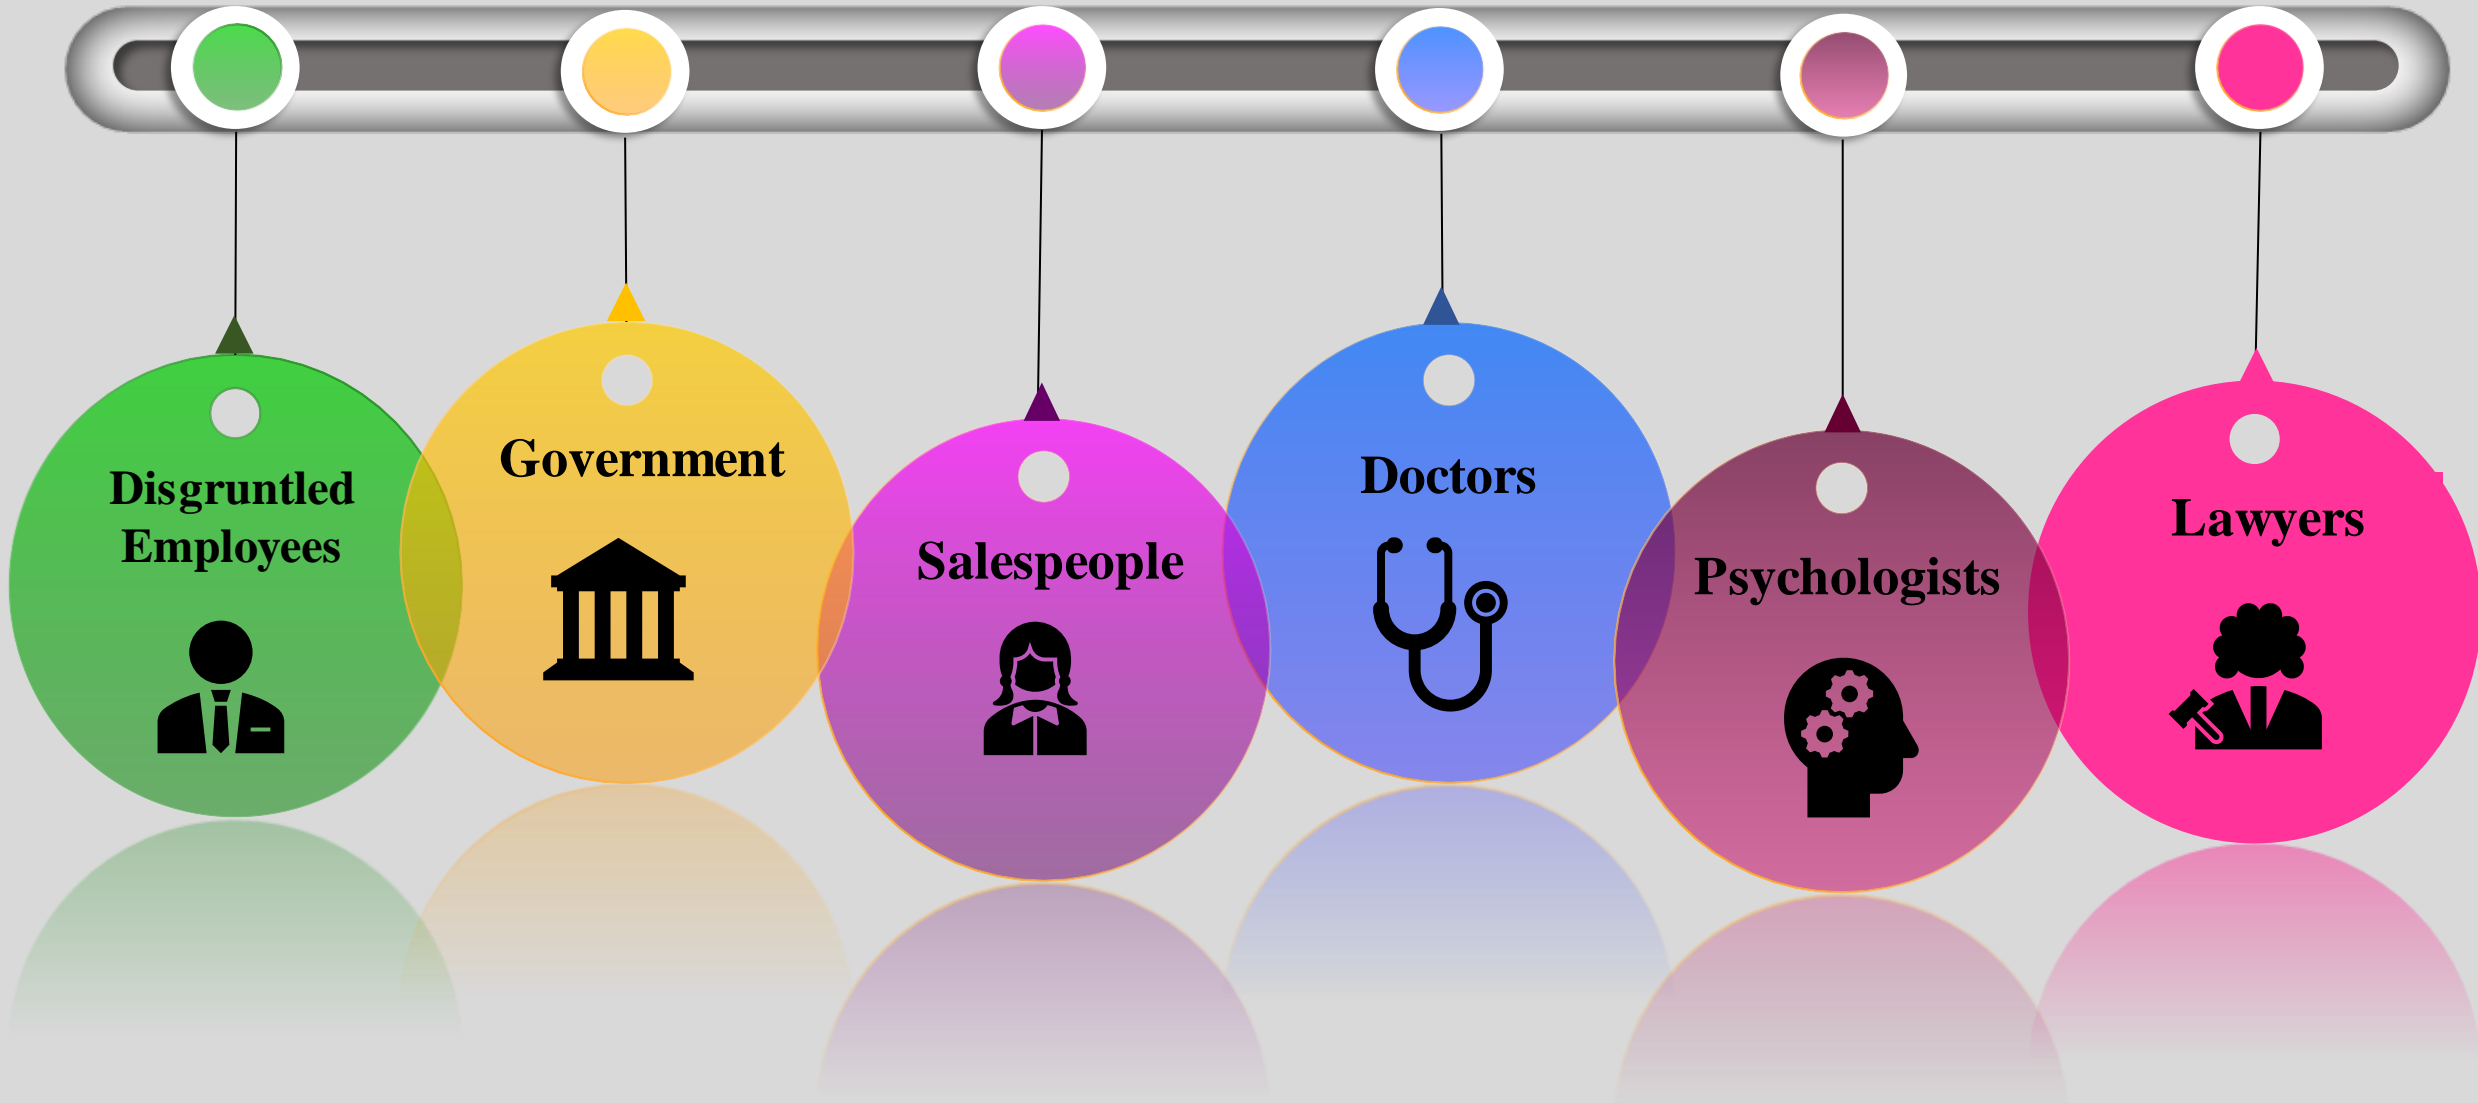 Disgruntled
Employees
Government
Salespeople
Doctors
Psychologists
Lawyers